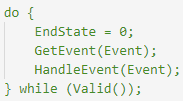 do {
    EndState = 0;
    GetEvent(Event);
    HandleEvent(Event);
} while (Valid());